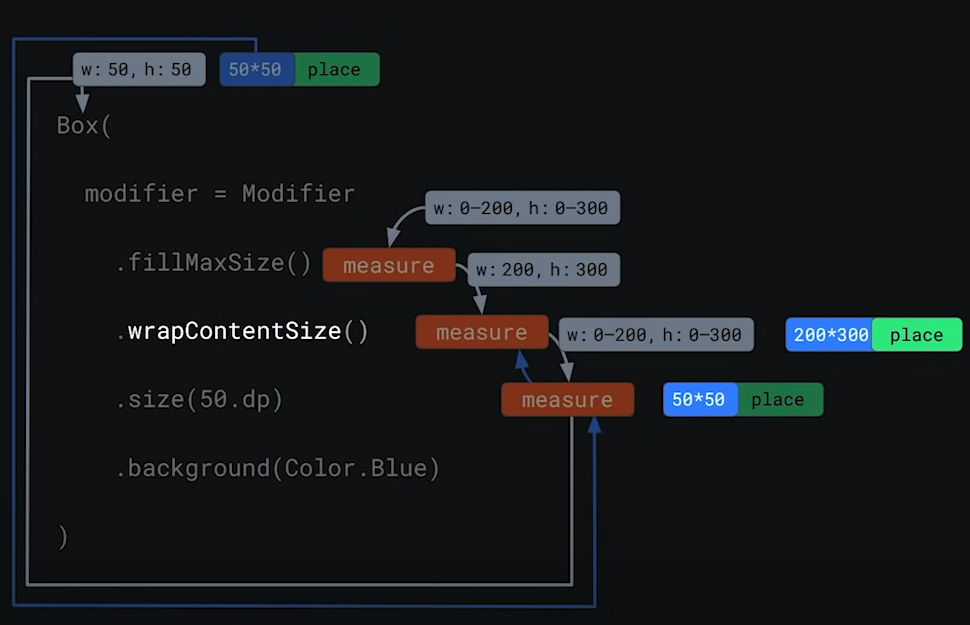 w: 50, h: 50 50*50 place
Box(
modifier = Modifier
w: 0–200, h: 0–300
.fillMaxSize() measure
w: 200, h: 300
.wrapContentSize() measure w: 0–200, h: 0–300 200*300 place
.size(50.dp) measure 50*50 place
.background(Color.Blue)
)